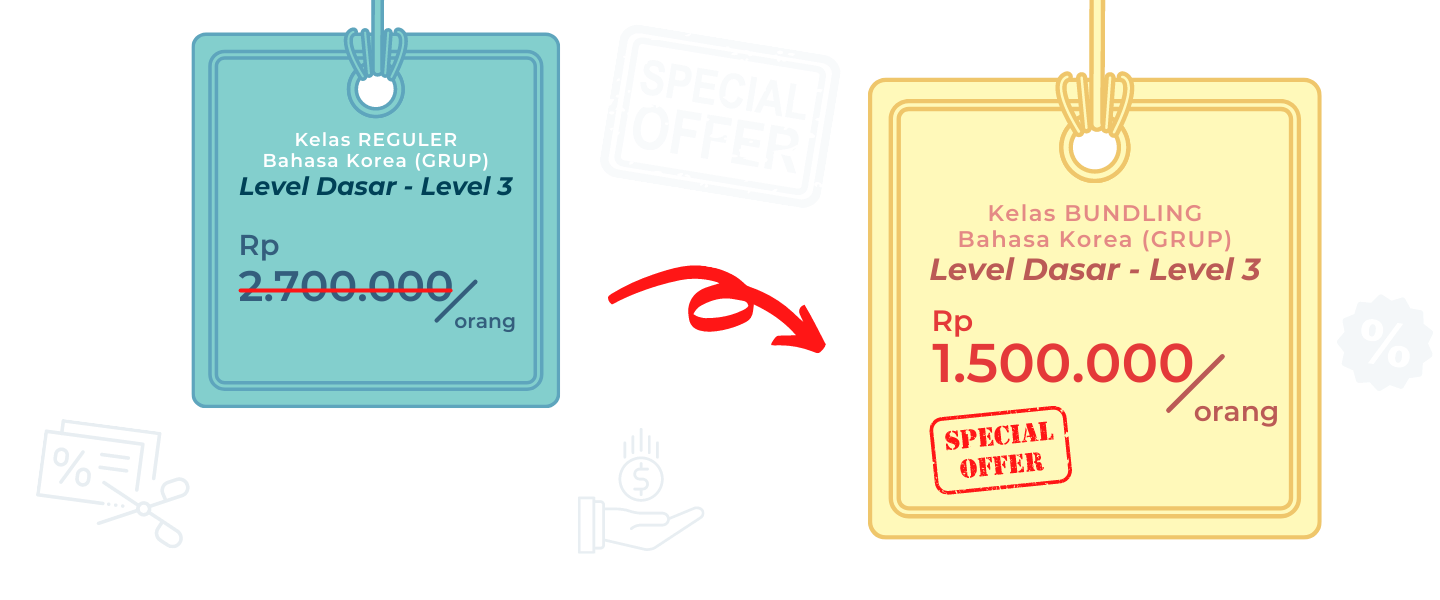 Kelas REGULER
Bahasa Korea (GRUP)
Level Dasar - Level 3
Rp
2.700.000/
orang
SPECIAL
OFFER
Kelas BUNDLING
Bahasa Korea (GRUP)
Level Dasar - Level 3
Rp
1.500.000/
orang
SPECIAL
OFFER
%
%
$